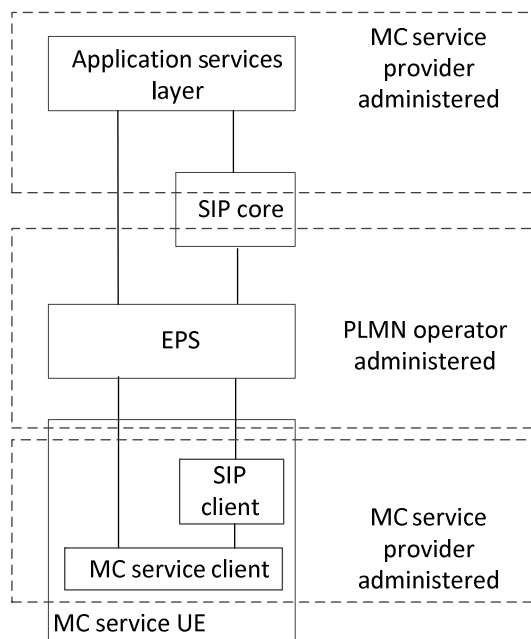 Application services
layer
MC service
provider
administered
SIP core
EPS
PLMN operator
administered
SIP
client
MC service client
MC service
provider
administered
MC service UE